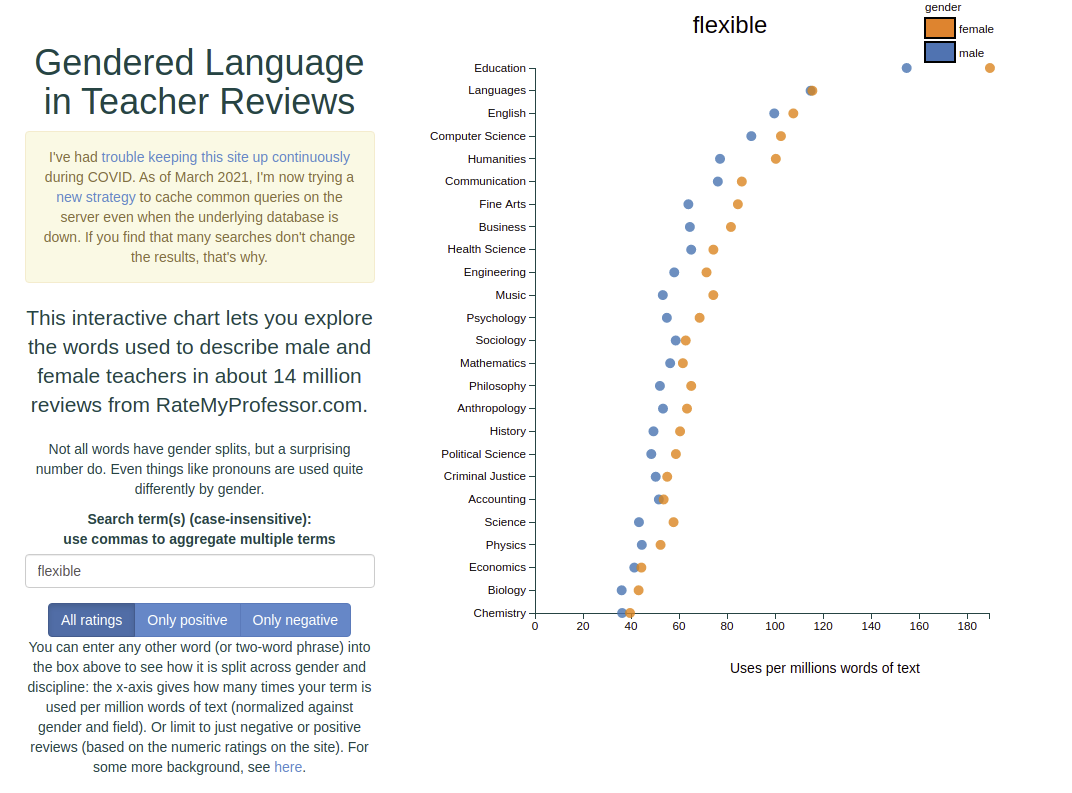 Gendered Language
in Teacher Reviews
I've had trouble keeping this site up continuously
during COVID. As of March 2021, I'm now trying a
new strategy to cache common queries on the
server even when the underlying database is
down. If you find that many searches don't change
the results, that's why.
This interactive chart lets you explore
the words used to describe male and
female teachers in about 14 million
reviews from RateMyProfessor.com.
Not all words have gender splits, but a surprising
number do. Even things like pronouns are used quite
differently by gender.
Search term(s) (case-insensitive):
use commas to aggregate multiple terms
flexible
All ratings Only positive Only negative
You can enter any other word (or two-word phrase) into
the box above to see how it is split across gender and
discipline: the x-axis gives how many times your term is
used per million words of text (normalized against
gender and field). Or limit to just negative or positive
reviews (based on the numeric ratings on the site). For
some more background, see here.
flexible
gender
female
male
Education
Languages
English
Computer Science
Humanities
Communication
Fine Arts
Business
Health Science
Engineering
Music
Psychology
Sociology
Mathematics
Philosophy
Anthropology
History
Political Science
Criminal Justice
Accounting
Science
Physics
Economics
Biology
Chemistry
0 20 40 60 80 100 120 140 160 180
Uses per millions words of text